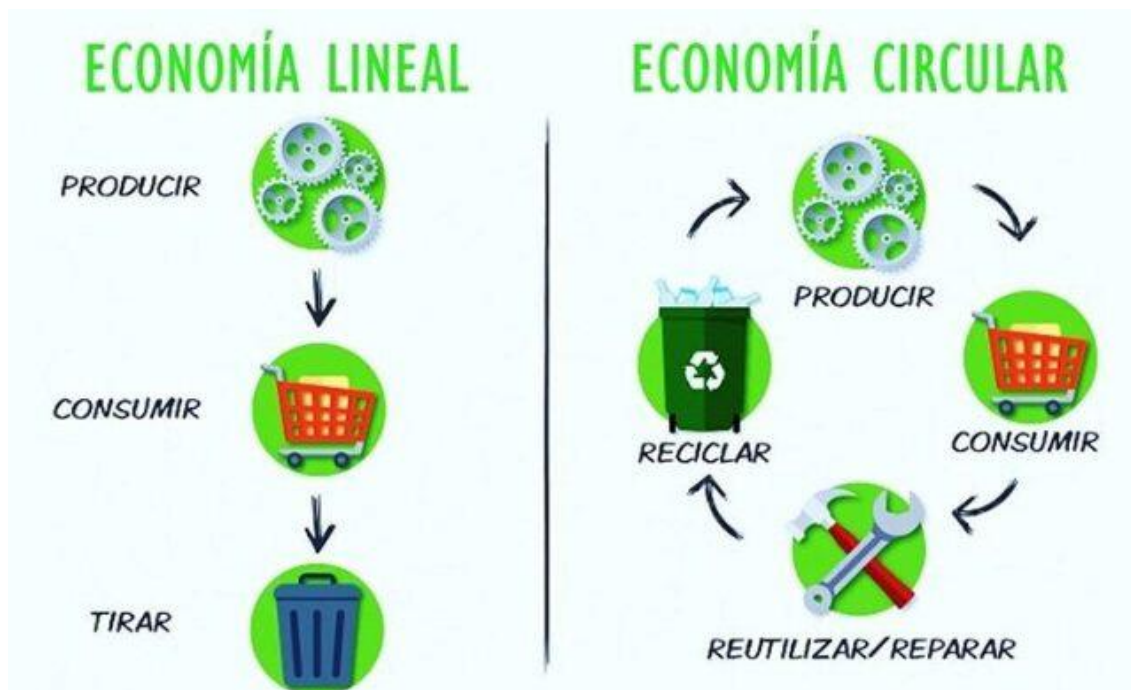 ECONOMÍA LINEAL
PRODUCIR
CONSUMIR
TIRAR
ECONOMÍA CIRCULAR
PRODUCIR
CONSUMIR
REUTILIZAR/REPARAR
RECICLAR